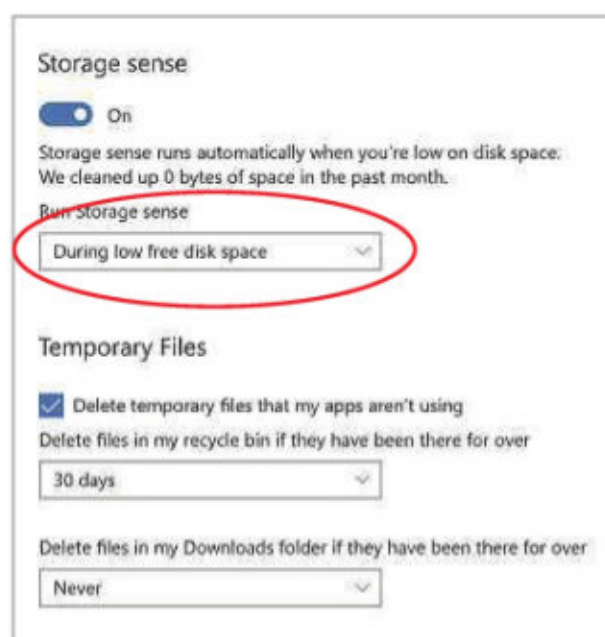 Storage sense
On
Storage sense runs automatically when you're low on disk space.
We cleaned up 0 bytes of space in the past month.
Run Storage sense
During low free disk space
Temporary Files
Delete temporary files that my apps aren't using
Delete files in my recycle bin if they have been there for over
30 days
Delete files in my Downloads folder if they have been there for over
Never